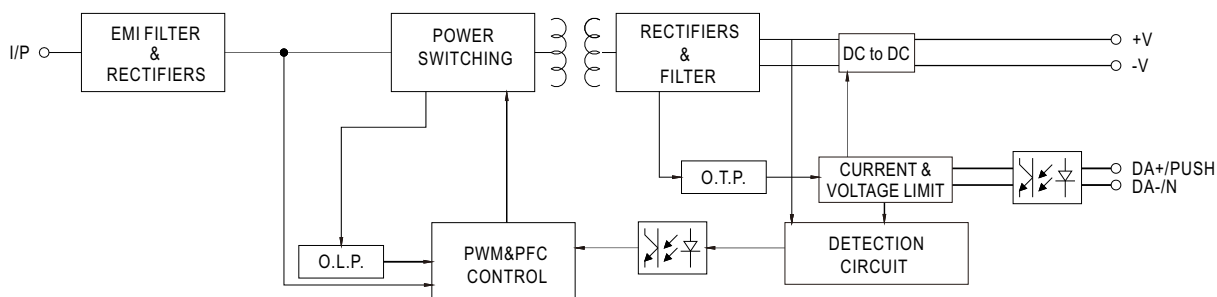 I/P
EMI FILTER
&
RECTIFIERS
POWER
SWITCHING
RECTIFIERS
&
FILTER
DC to DC
+V
-V
O.T.P.
CURRENT &
VOLTAGE LIMIT
DA+/PUSH
DA-/N
O.L.P.
PWM&PFC
CONTROL
DETECTION
CIRCUIT